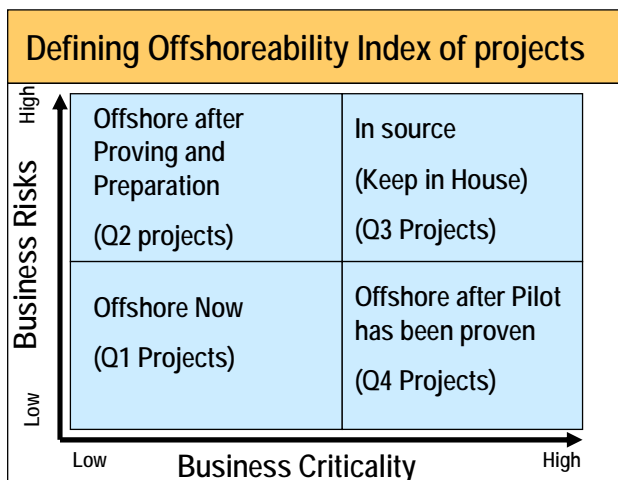 Defining Offshoreability Index of projects
High
Business Risks
Low
Offshore after
Proving and
Preparation
(Q2 projects)
In source
(Keep in House)
(Q3 Projects)
Offshore Now
(Q1 Projects)
Offshore after Pilot
has been proven
(Q4 Projects)
Low
Business Criticality
High